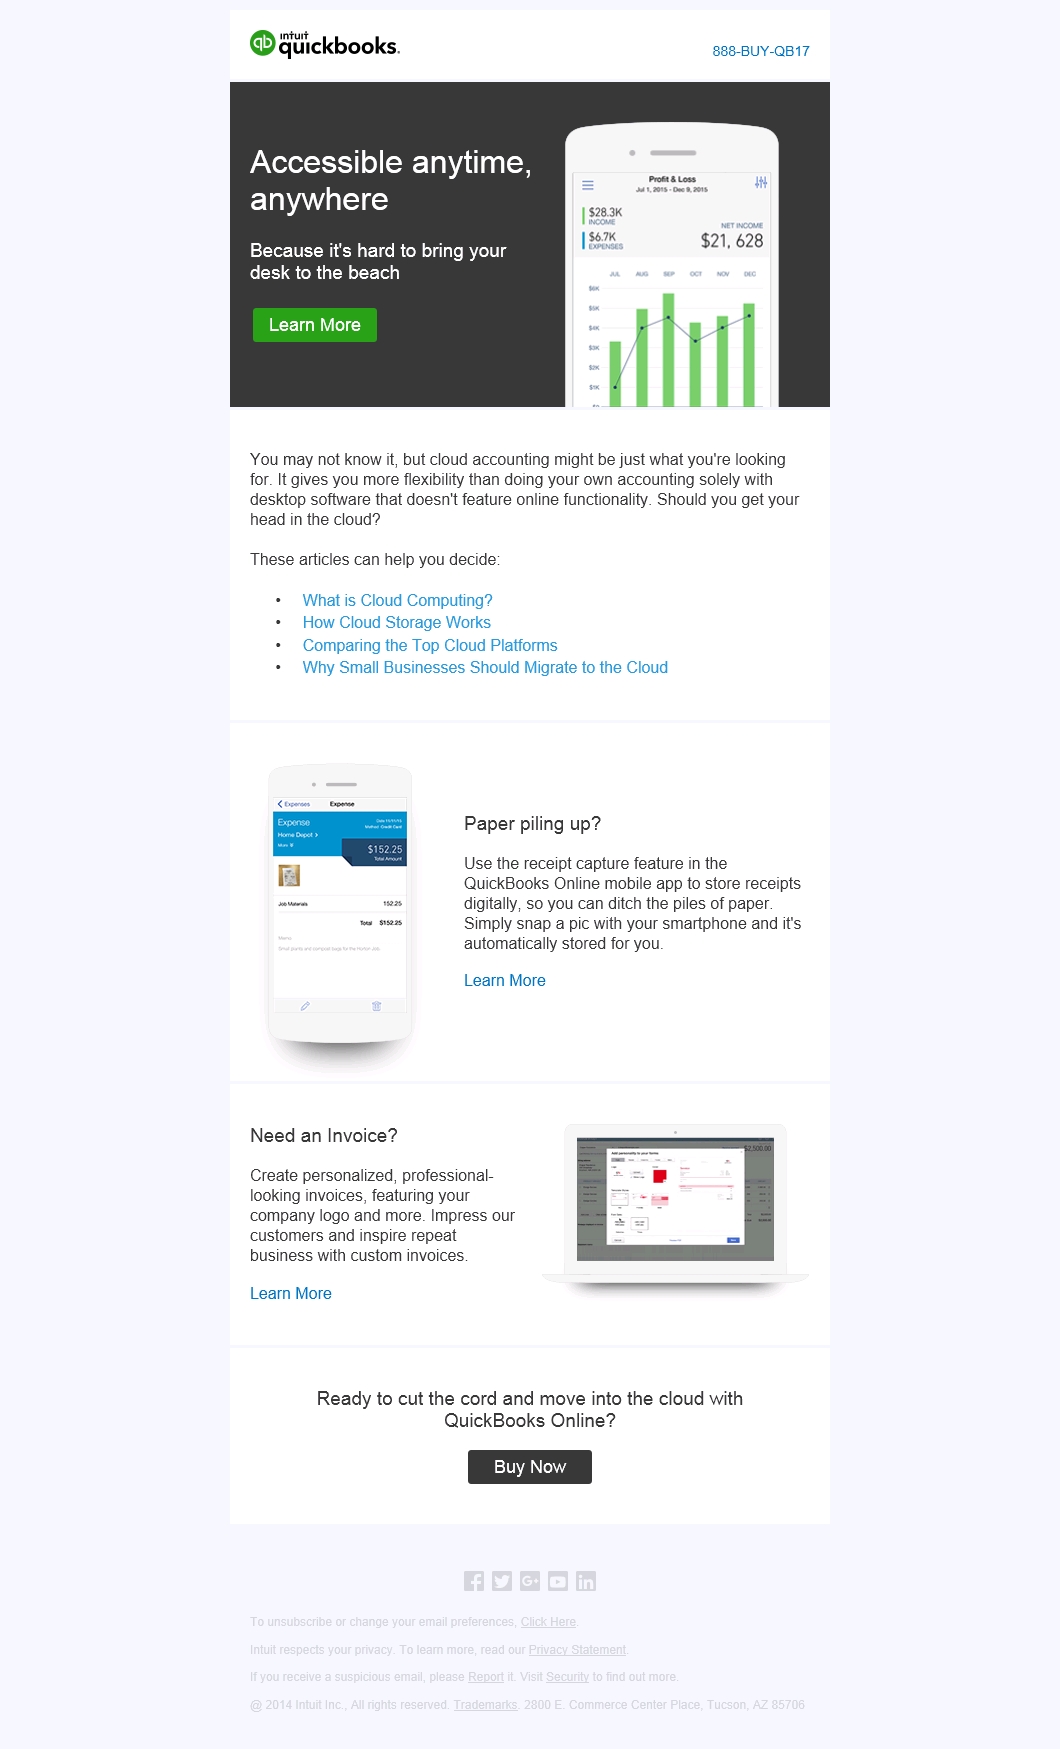 intuit
quickbooks.
888-BUY-QB17
Accessible anytime,
anywhere
Because it's hard to bring your
desk to the beach
Learn More
Profit & Loss
Jul 1, 2015 - Dec 9, 2015
$28.3K
INCOME
$6.7K
EXPENSES
NET INCOME
$21, 628
JUL AUG SEP OCT NOV DEC
$6K
$5K
$4K
$3K
$2K
$1K
You may not know it, but cloud accounting might be just what you're looking
for. It gives you more flexibility than doing your own accounting solely with
desktop software that doesn't feature online functionality. Should you get your
head in the cloud?
These articles can help you decide:
• What is Cloud Computing?
• How Cloud Storage Works
• Comparing the Top Cloud Platforms
• Why Small Businesses Should Migrate to the Cloud
Expenses Expense
Expense
Home Depot >
More
Method Credit Card
$152.25
Total Amount
Job Materials 152.25
Total $152.25
Memo
Paper piling up?
Use the receipt capture feature in the
QuickBooks Online mobile app to store receipts
digitally, so you can ditch the piles of paper.
Simply snap a pic with your smartphone and it's
automatically stored for you.
Learn More
Need an Invoice?
Create personalized, professional-
looking invoices, featuring your
company logo and more. Impress our
customers and inspire repeat
business with custom invoices.
Learn More
Add personality to your forms
$2,500.00
Ready to cut the cord and move into the cloud with
QuickBooks Online?
Buy Now
To unsubscribe or change your email preferences, Click Here.
Intuit respects your privacy. To learn more, read our Privacy Statement.
If you receive a suspicious email, please Report it. Visit Security to find out more.
@ 2014 Intuit Inc., All rights reserved. Trademarks. 2800 E. Commerce Center Place, Tucson, AZ 85706